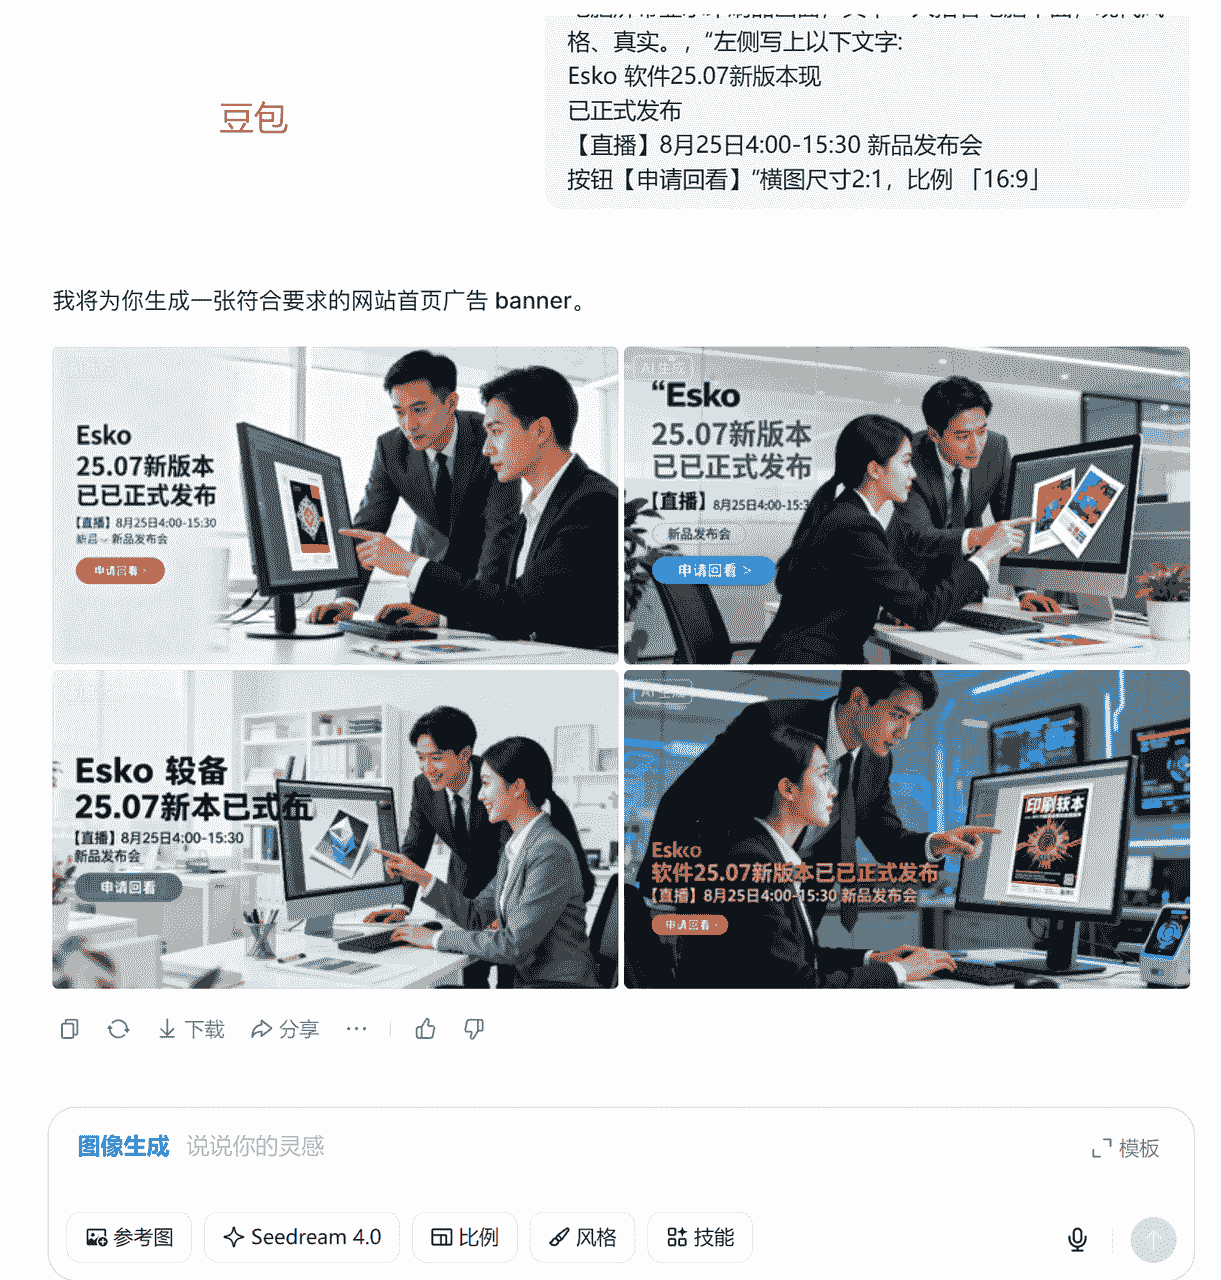 格、真实。,“左侧写上以下文字:
Esko 软件25.07新版本现
已正式发布
【直播】8月25日4:00-15:30 新品发布会
按钮【申请回看】”横图尺寸2:1，比例 「16:9」
豆包
我将为你生成一张符合要求的网站首页广告 banner。
Esko
25.07新版本
已已正式发布
【直播】8月25日4:00-15:30
新品发布会
申请回看 >
AI生成
“Esko
25.07新版本
已已正式发布
【直播】8月25日4:00-15:3
新品发布会
申请回看 >
Esko 设备
25.07新本已式布
【直播】8月25日4:00-15:30
新品发布会
申请回看
AI生成
Esko
软件25.07新版本已已正式发布
【直播】8月25日4:00-15:30 新品发布会
申请回看 >
下载
分享
图像生成 说说你的灵感
模板
参考图
Seedream 4.0
比例
风格
技能